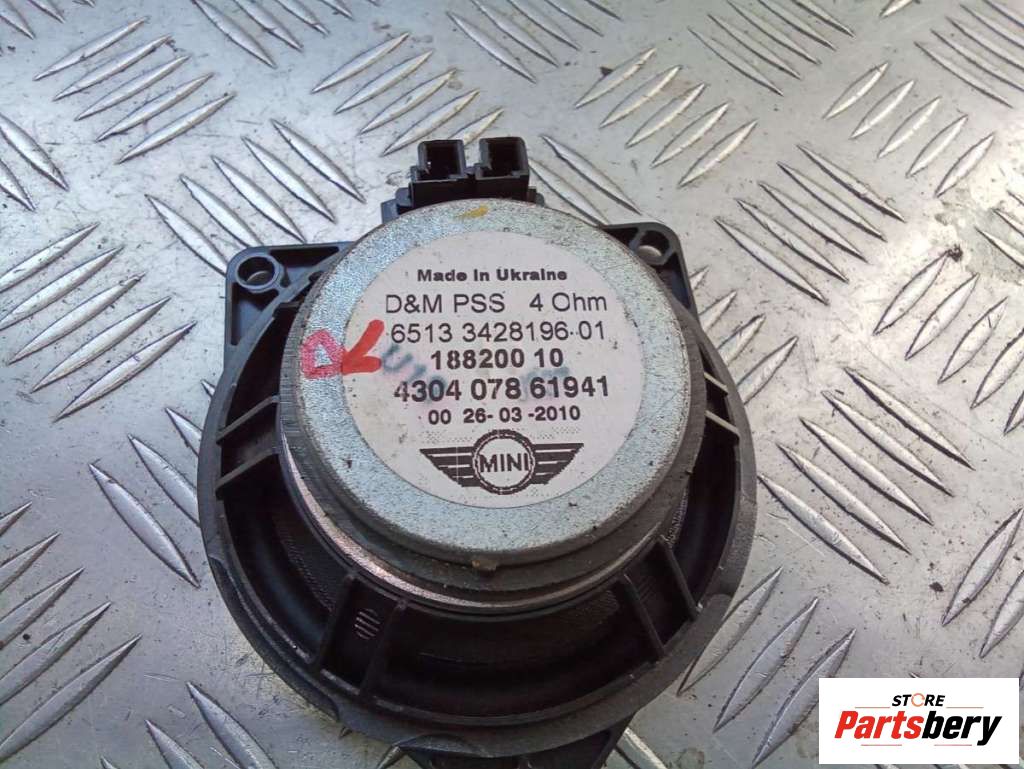 Made in Ukraine
D&M PSS 4 Ohm
6513 3428196-01
188200 10
4304 078 61941
00 26-03-2010
MINI
STORE
Partsbery